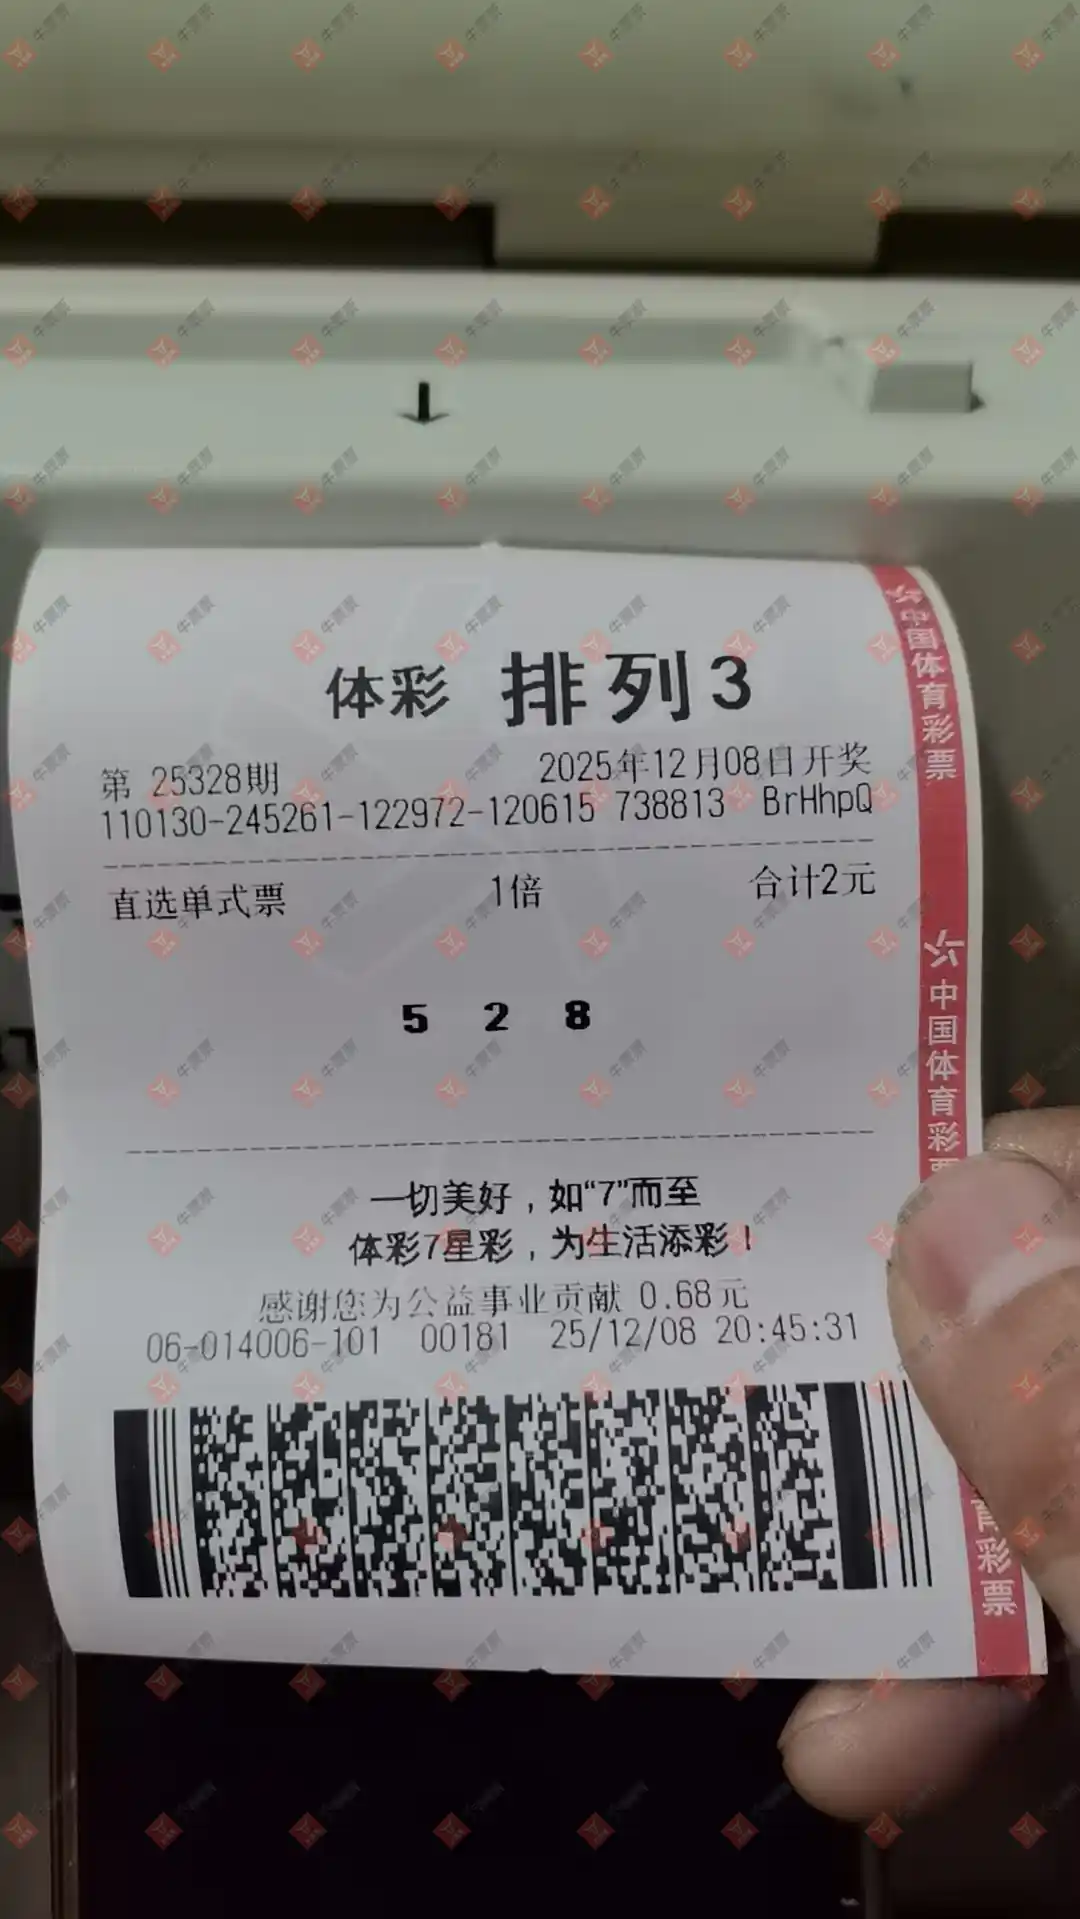 体彩 排列3
第 25328期 2025年12月08日开奖
110130-245261-122972-120615 738813 BrHhpQ
直选单式票 1倍 合计2元
5 2 8
一切美好，如“7”而至
体彩7星彩，为生活添彩！
感谢您为公益事业贡献 0.68元
06-014006-101 00181 25/12/08 20:45:31
中国体育彩票
中国体育彩票
育彩票